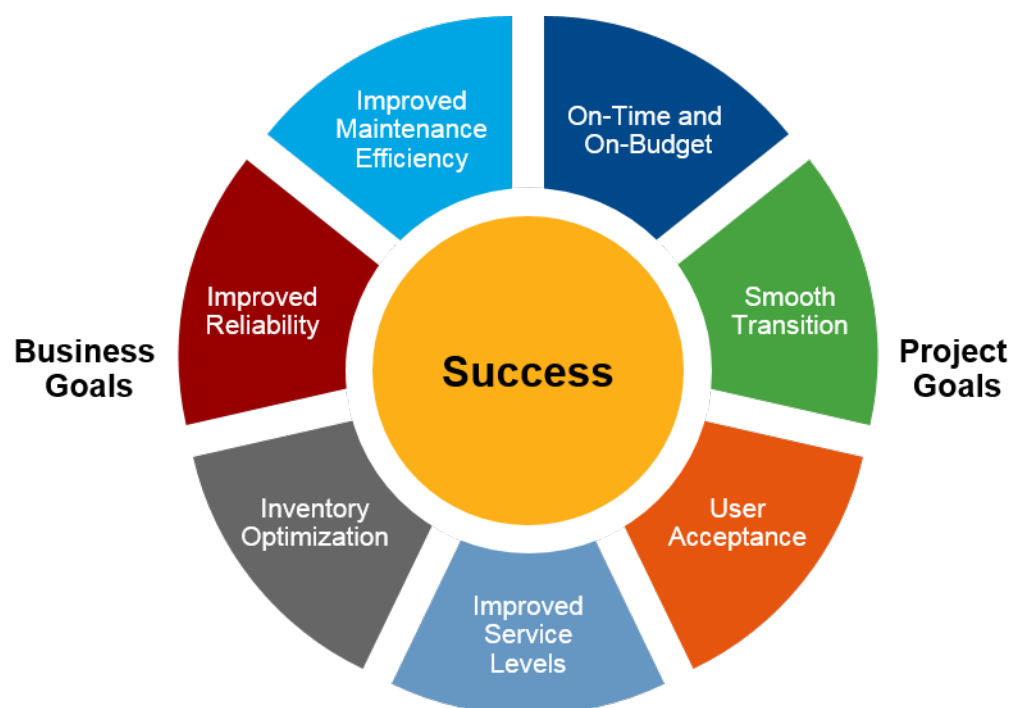 Improved
Maintenance
Efficiency
On-Time and
On-Budget
Improved
Reliability
Smooth
Transition
Business
Goals
Success
Project
Goals
Inventory
Optimization
User
Acceptance
Improved
Service
Levels